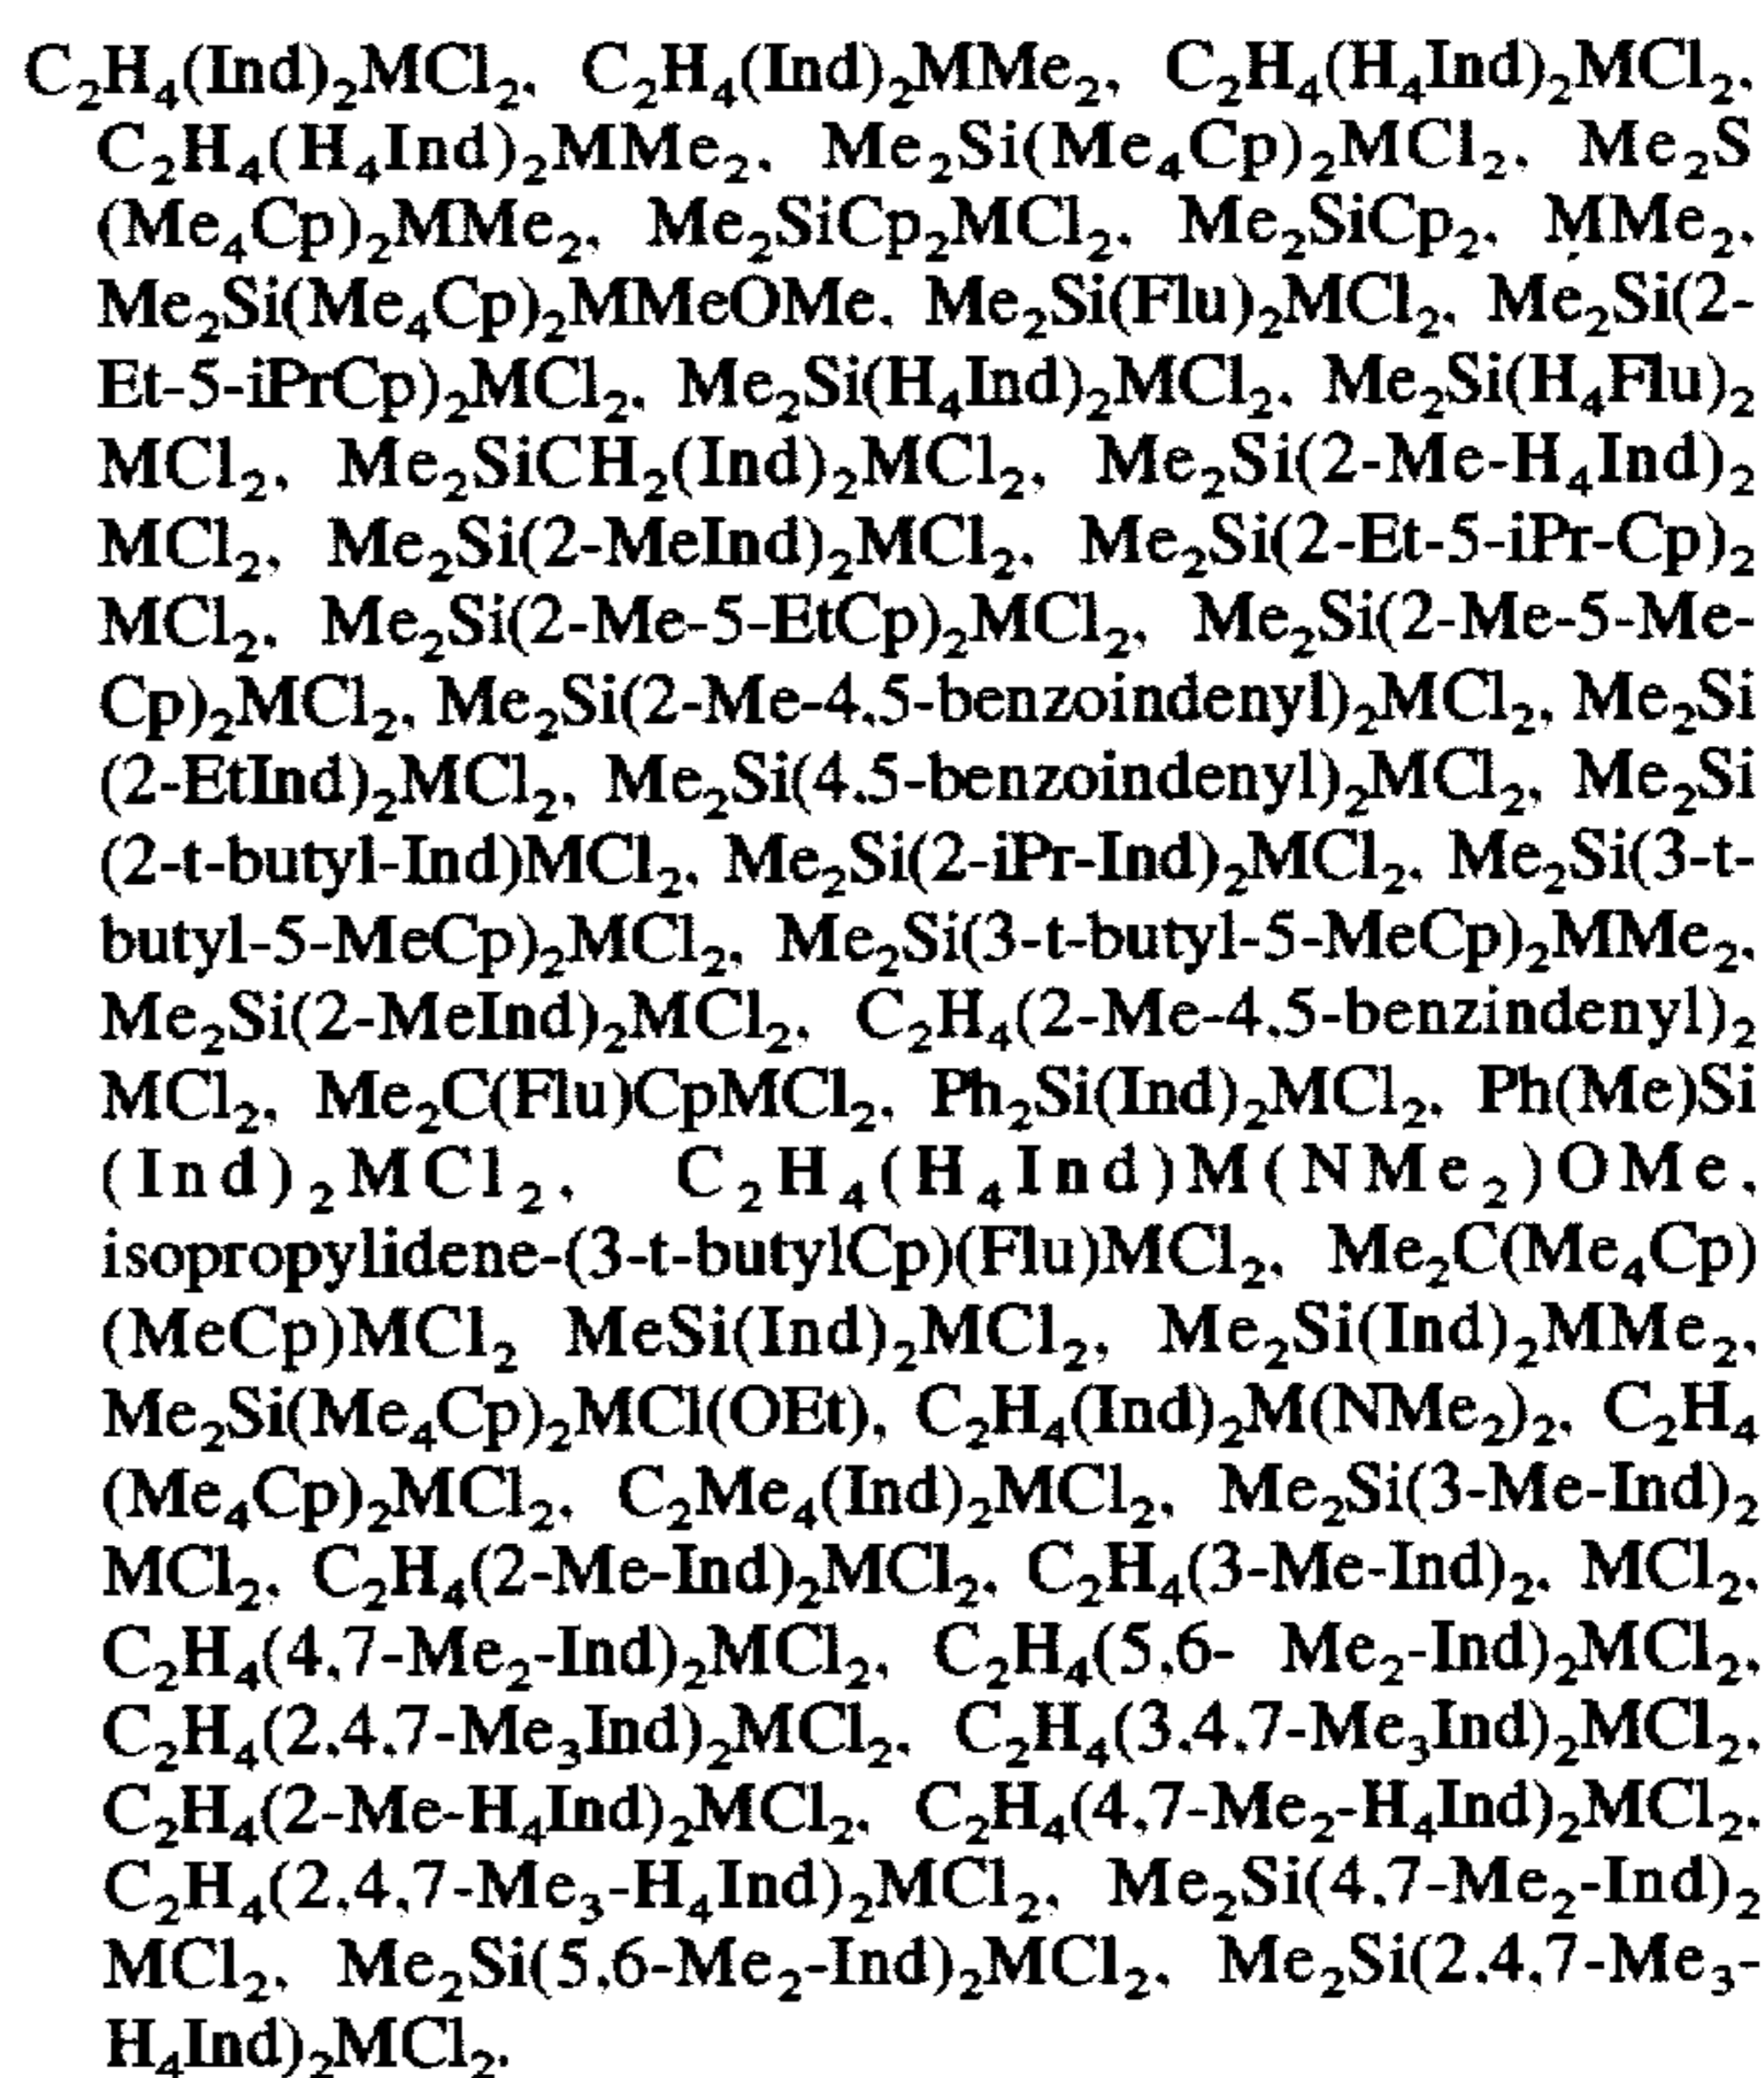 C₂H₄(Ind)₂MCl₂, C₂H₄(Ind)₂MMe₂, C₂H₄(H₄Ind)₂MCl₂,
C₂H₄(H₄Ind)₂MMe₂, Me₂Si(Me₄Cp)₂MCl₂, Me₂S
(Me₄Cp)₂MMe₂, Me₂SiCp₂MCl₂, Me₂SiCp₂, MMe₂,
Me₂Si(Me₄Cp)₂MMeOMe, Me₂Si(Flu)₂MCl₂, Me₂Si(2-
Et-5-iPrCp)₂MCl₂, Me₂Si(H₄Ind)₂MCl₂, Me₂Si(H₄Flu)₂
MCl₂, Me₂SiCH₂(Ind)₂MCl₂, Me₂Si(2-Me-H₄Ind)₂
MCl₂, Me₂Si(2-MeInd)₂MCl₂, Me₂Si(2-Et-5-iPr-Cp)₂
MCl₂, Me₂Si(2-Me-5-EtCp)₂MCl₂, Me₂Si(2-Me-5-Me-
Cp)₂MCl₂, Me₂Si(2-Me-4,5-benzoindenyl)₂MCl₂, Me₂Si
(2-EtInd)₂MCl₂, Me₂Si(4,5-benzoindenyl)₂MCl₂, Me₂Si
(2-t-butyl-Ind)MCl₂, Me₂Si(2-iPr-Ind)₂MCl₂, Me₂Si(3-t-
butyl-5-MeCp)₂MCl₂, Me₂Si(3-t-butyl-5-MeCp)₂MMe₂,
Me₂Si(2-MeInd)₂MCl₂, C₂H₄(2-Me-4,5-benzindenyl)₂
MCl₂, Me₂C(Flu)CpMCl₂, Ph₂Si(Ind)₂MCl₂, Ph(Me)Si
(Ind)₂MCl₂, C₂H₄(H₄Ind)M(NMe₂)OMe,
isopropylidene-(3-t-butylCp)(Flu)MCl₂, Me₂C(Me₄Cp)
(MeCp)MCl₂ MeSi(Ind)₂MCl₂, Me₂Si(Ind)₂MMe₂,
Me₂Si(Me₄Cp)₂MCl(OEt), C₂H₄(Ind)₂M(NMe₂)₂, C₂H₄
(Me₄Cp)₂MCl₂, C₂Me₄(Ind)₂MCl₂, Me₂Si(3-Me-Ind)₂
MCl₂, C₂H₄(2-Me-Ind)₂MCl₂, C₂H₄(3-Me-Ind)₂, MCl₂,
C₂H₄(4,7-Me₂-Ind)₂MCl₂, C₂H₄(5,6- Me₂-Ind)₂MCl₂,
C₂H₄(2,4,7-Me₃Ind)₂MCl₂, C₂H₄(3,4,7-Me₃Ind)₂MCl₂,
C₂H₄(2-Me-H₄Ind)₂MCl₂, C₂H₄(4,7-Me₂-H₄Ind)₂MCl₂,
C₂H₄(2,4,7-Me₃-H₄Ind)₂MCl₂, Me₂Si(4,7-Me₂-Ind)₂
MCl₂, Me₂Si(5,6-Me₂-Ind)₂MCl₂, Me₂Si(2,4,7-Me₃-
H₄Ind)₂MCl₂.